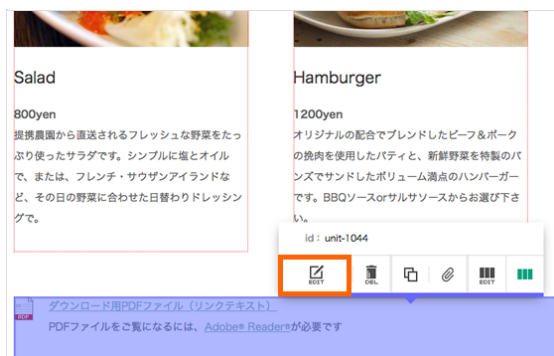 Salad
800yen
提携農園から直送されるフレッシュな野菜をたっ
ぷり使ったサラダです。シンプルに塩とオイル
で、または、フレンチ・サウザンアイランドな
ど、その日の野菜に合わせた日替わりドレッシン
グで。
Hamburger
1200yen
オリジナルの配合でブレンドしたビーフ＆ポーク
の挽肉を使用したパティと、新鮮野菜を特製のバ
ンズでサンドしたボリューム満点のハンバーガー
です。BBQソースorサルサソースからお選び下さ
い。
id：unit-1044
EDIT
DEL
EDIT
PDF
ダウンロード用PDFファイル（リンクテキスト）
PDFファイルをご覧になるには、Adobe® Reader®が必要です